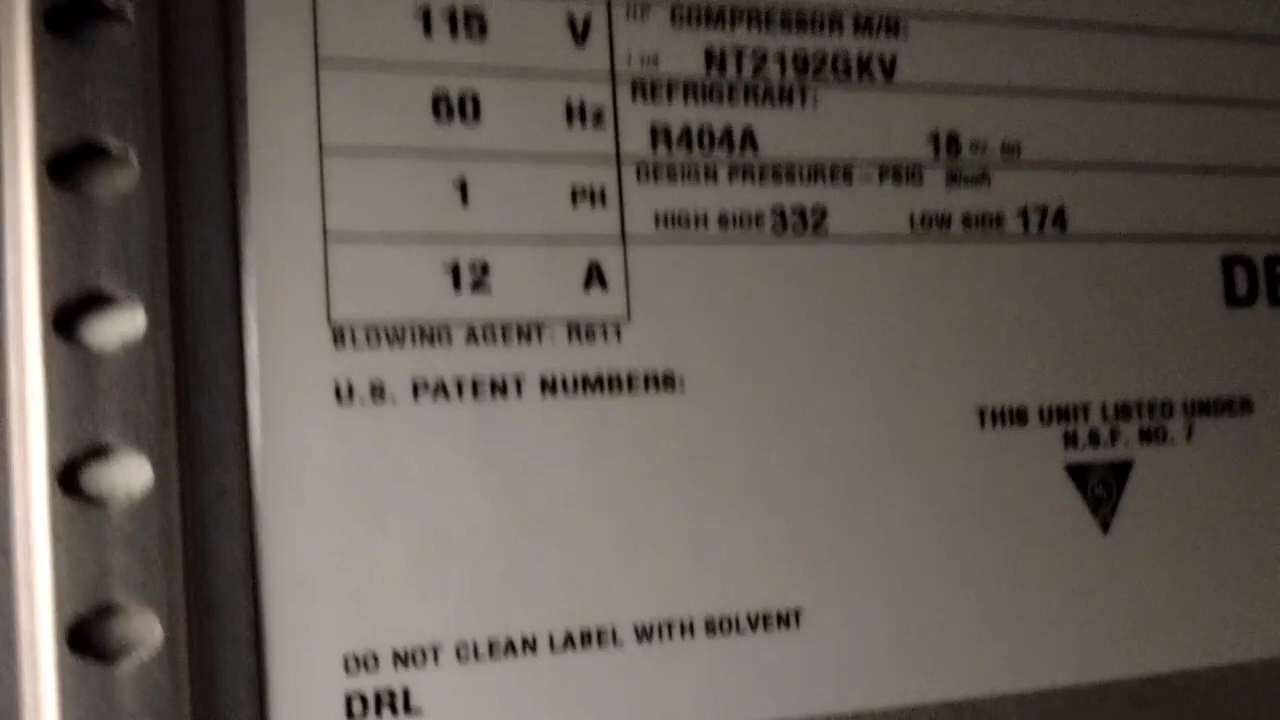 115 V
COMPRESSOR M/N:
NT2192GKV
60 Hz
REFRIGERANT:
R404A 18
DESIGN PRESSURES - PSIG
1 PH
HIGH SIDE 332 LOW SIDE 174
12 A
BLOWING AGENT: R611
U.S. PATENT NUMBERS:
THIS UNIT LISTED UNDER
N.S.F. NO. 7
DO NOT CLEAN LABEL WITH SOLVENT
DRL